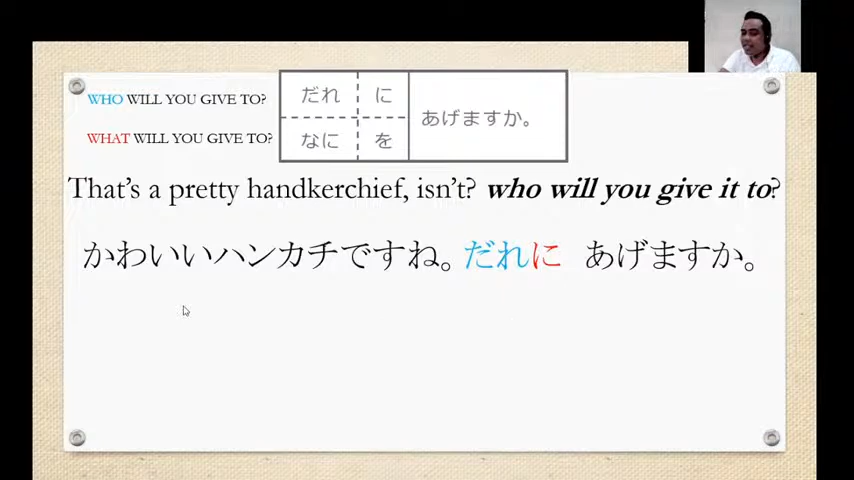 WHO WILL YOU GIVE TO?
WHAT WILL YOU GIVE TO?
だれ に
なに を
あげますか。
That's a pretty handkerchief, isn't? who will you give it to?
かわいいハンカチですね。だれに あげますか。